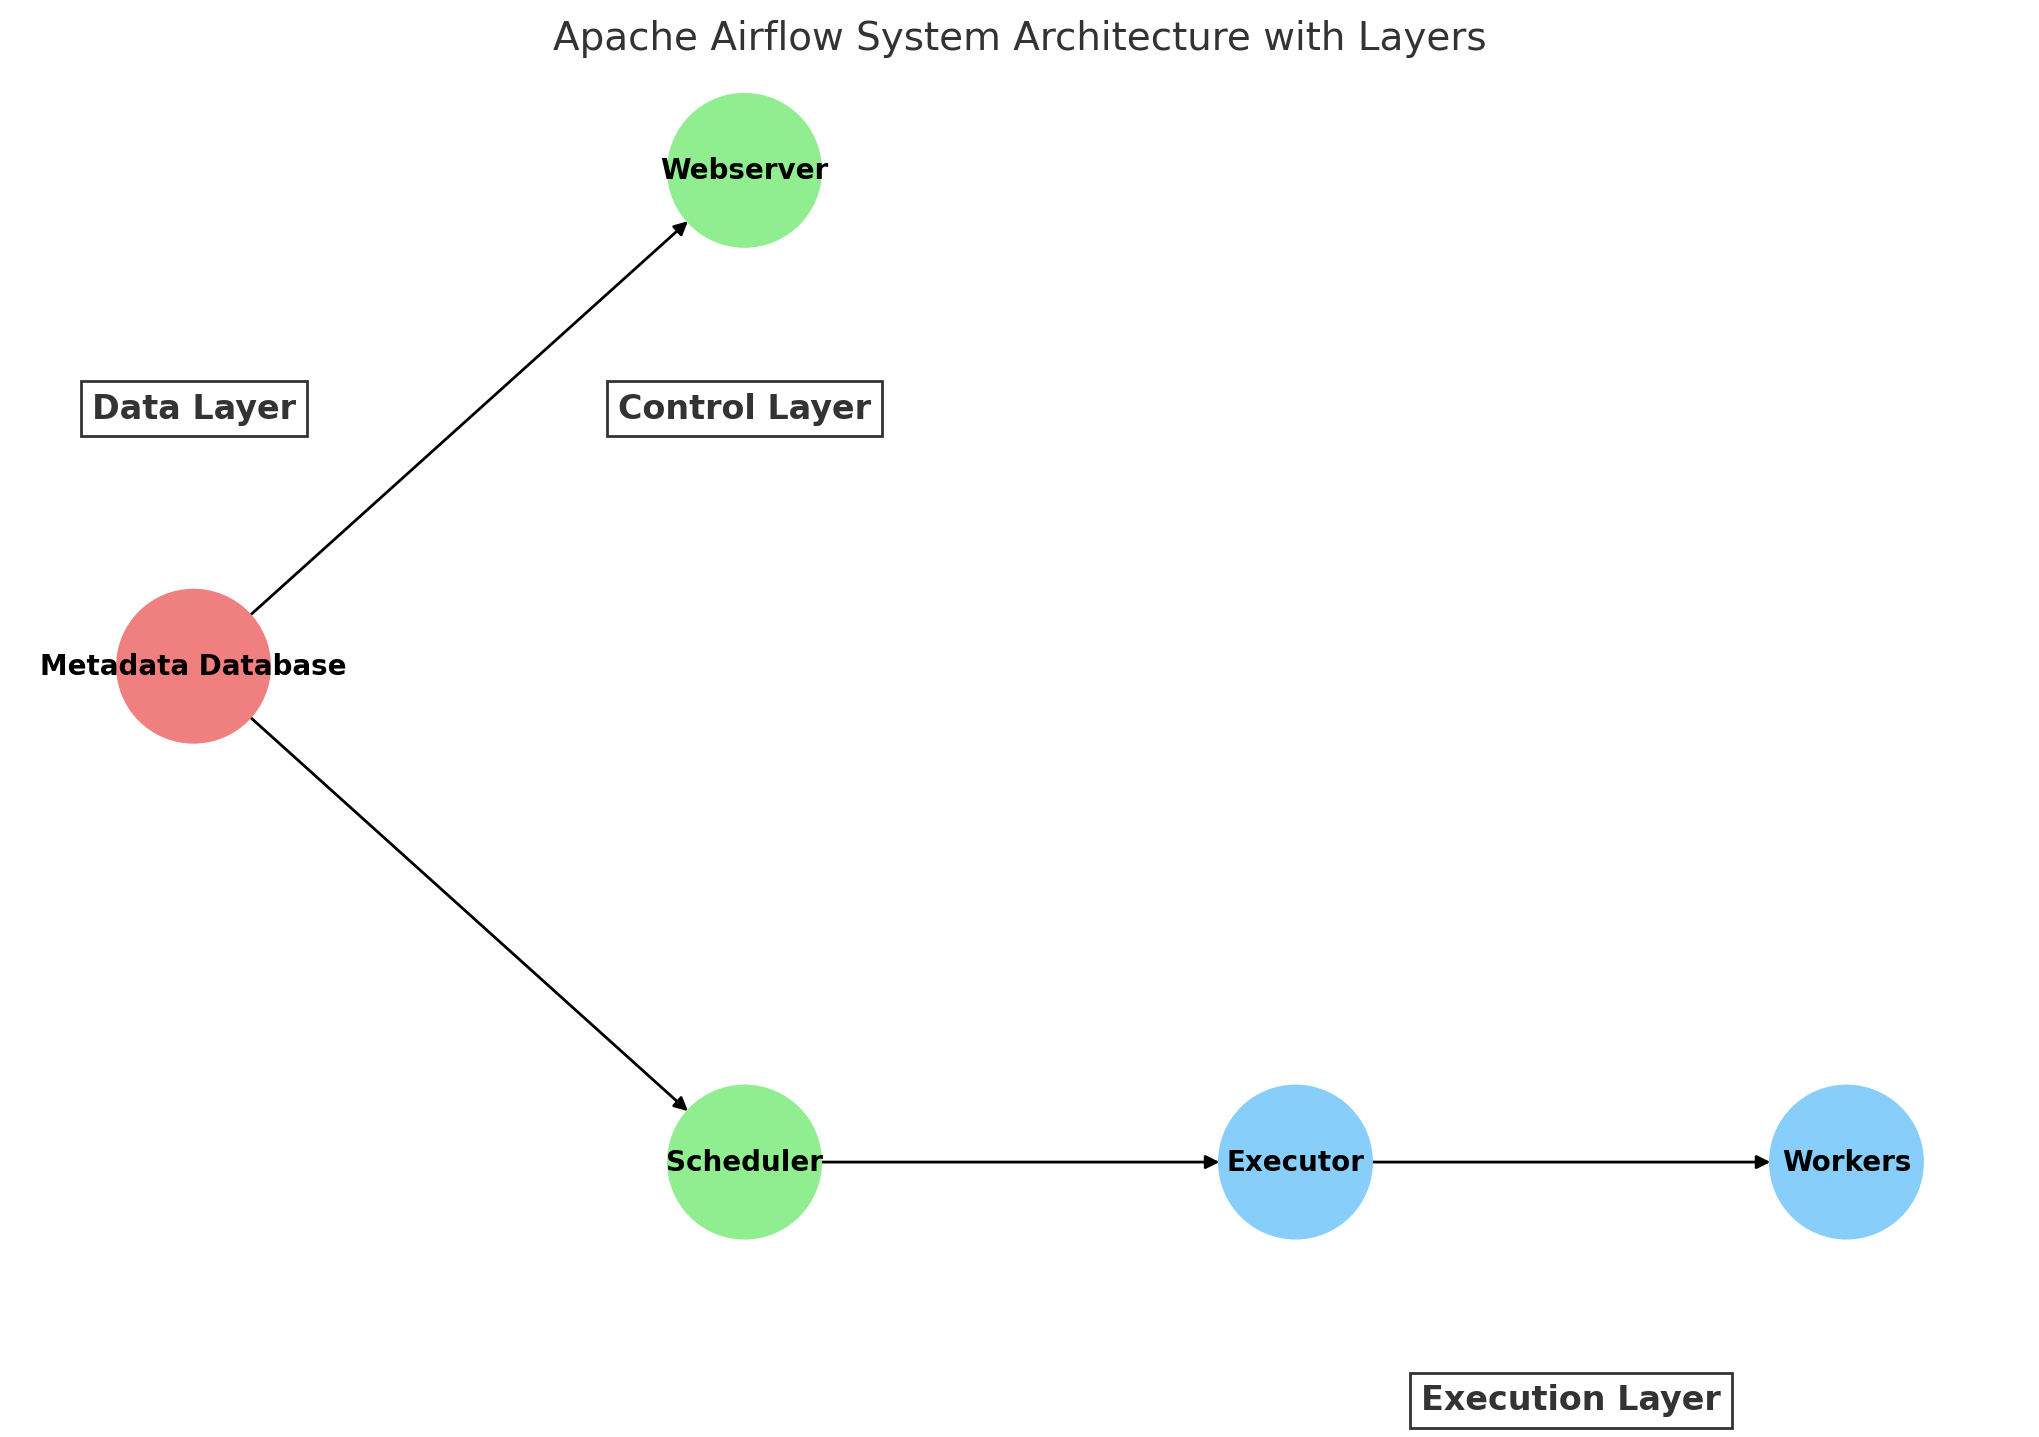 Apache Airflow System Architecture with Layers
Webserver
Data Layer
Control Layer
Metadata Database
Scheduler
Executor
Workers
Execution Layer